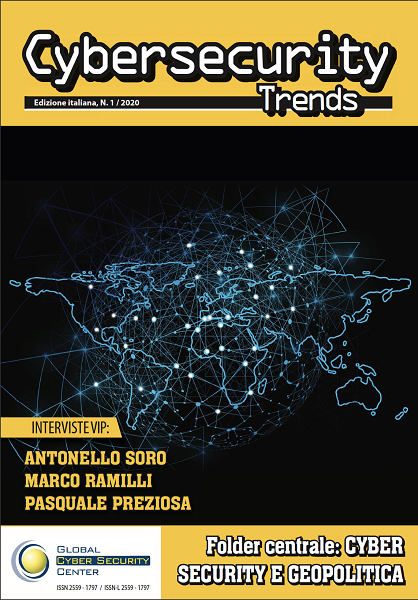 Cybersecurity
Trends
Edizione italiana, N. 1 / 2020
INTERVISTE VIP:
ANTONELLO SORO
MARCO RAMILLI
PASQUALE PREZIOSA
GLOBAL
CYBER SECURITY
CENTER
ISSN 2559 - 1797 / ISSN-L 2559 - 1797
Folder centrale: CYBER
SECURITY E GEOPOLITICA